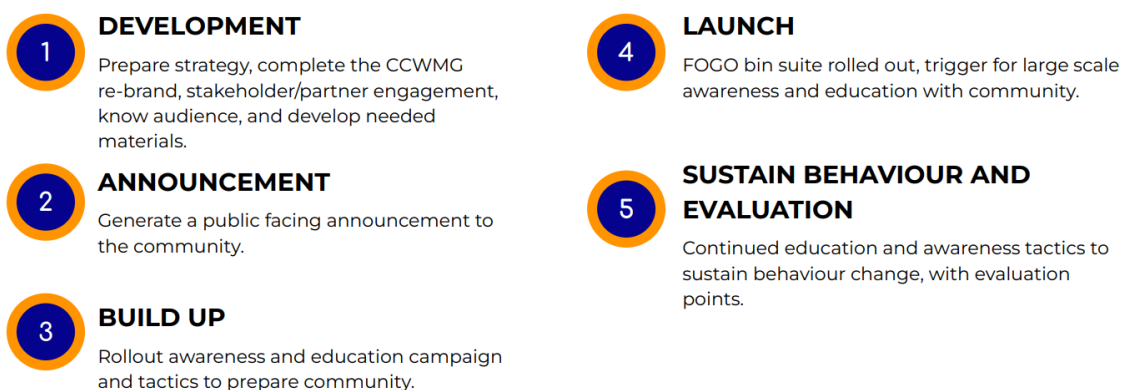 1
DEVELOPMENT
Prepare strategy, complete the CCWMG
re-brand, stakeholder/partner engagement,
know audience, and develop needed
materials.
2
ANNOUNCEMENT
Generate a public facing announcement to
the community.
3
BUILD UP
Rollout awareness and education campaign
and tactics to prepare community.
4
LAUNCH
FOGO bin suite rolled out, trigger for large scale
awareness and education with community.
5
SUSTAIN BEHAVIOUR AND
EVALUATION
Continued education and awareness tactics to
sustain behaviour change, with evaluation
points.